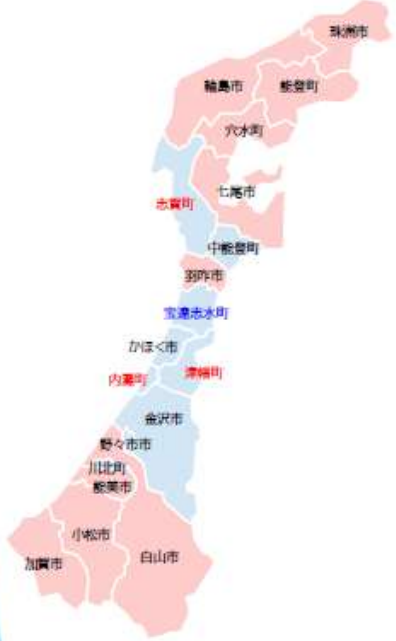 珠洲市
輪島市
能登町
穴水町
七尾市
志賀町
中能登町
羽咋市
宝達志水町
かほく市
内灘町
津幡町
金沢市
野々市市
川北町
能美市
小松市
白山市
加賀市